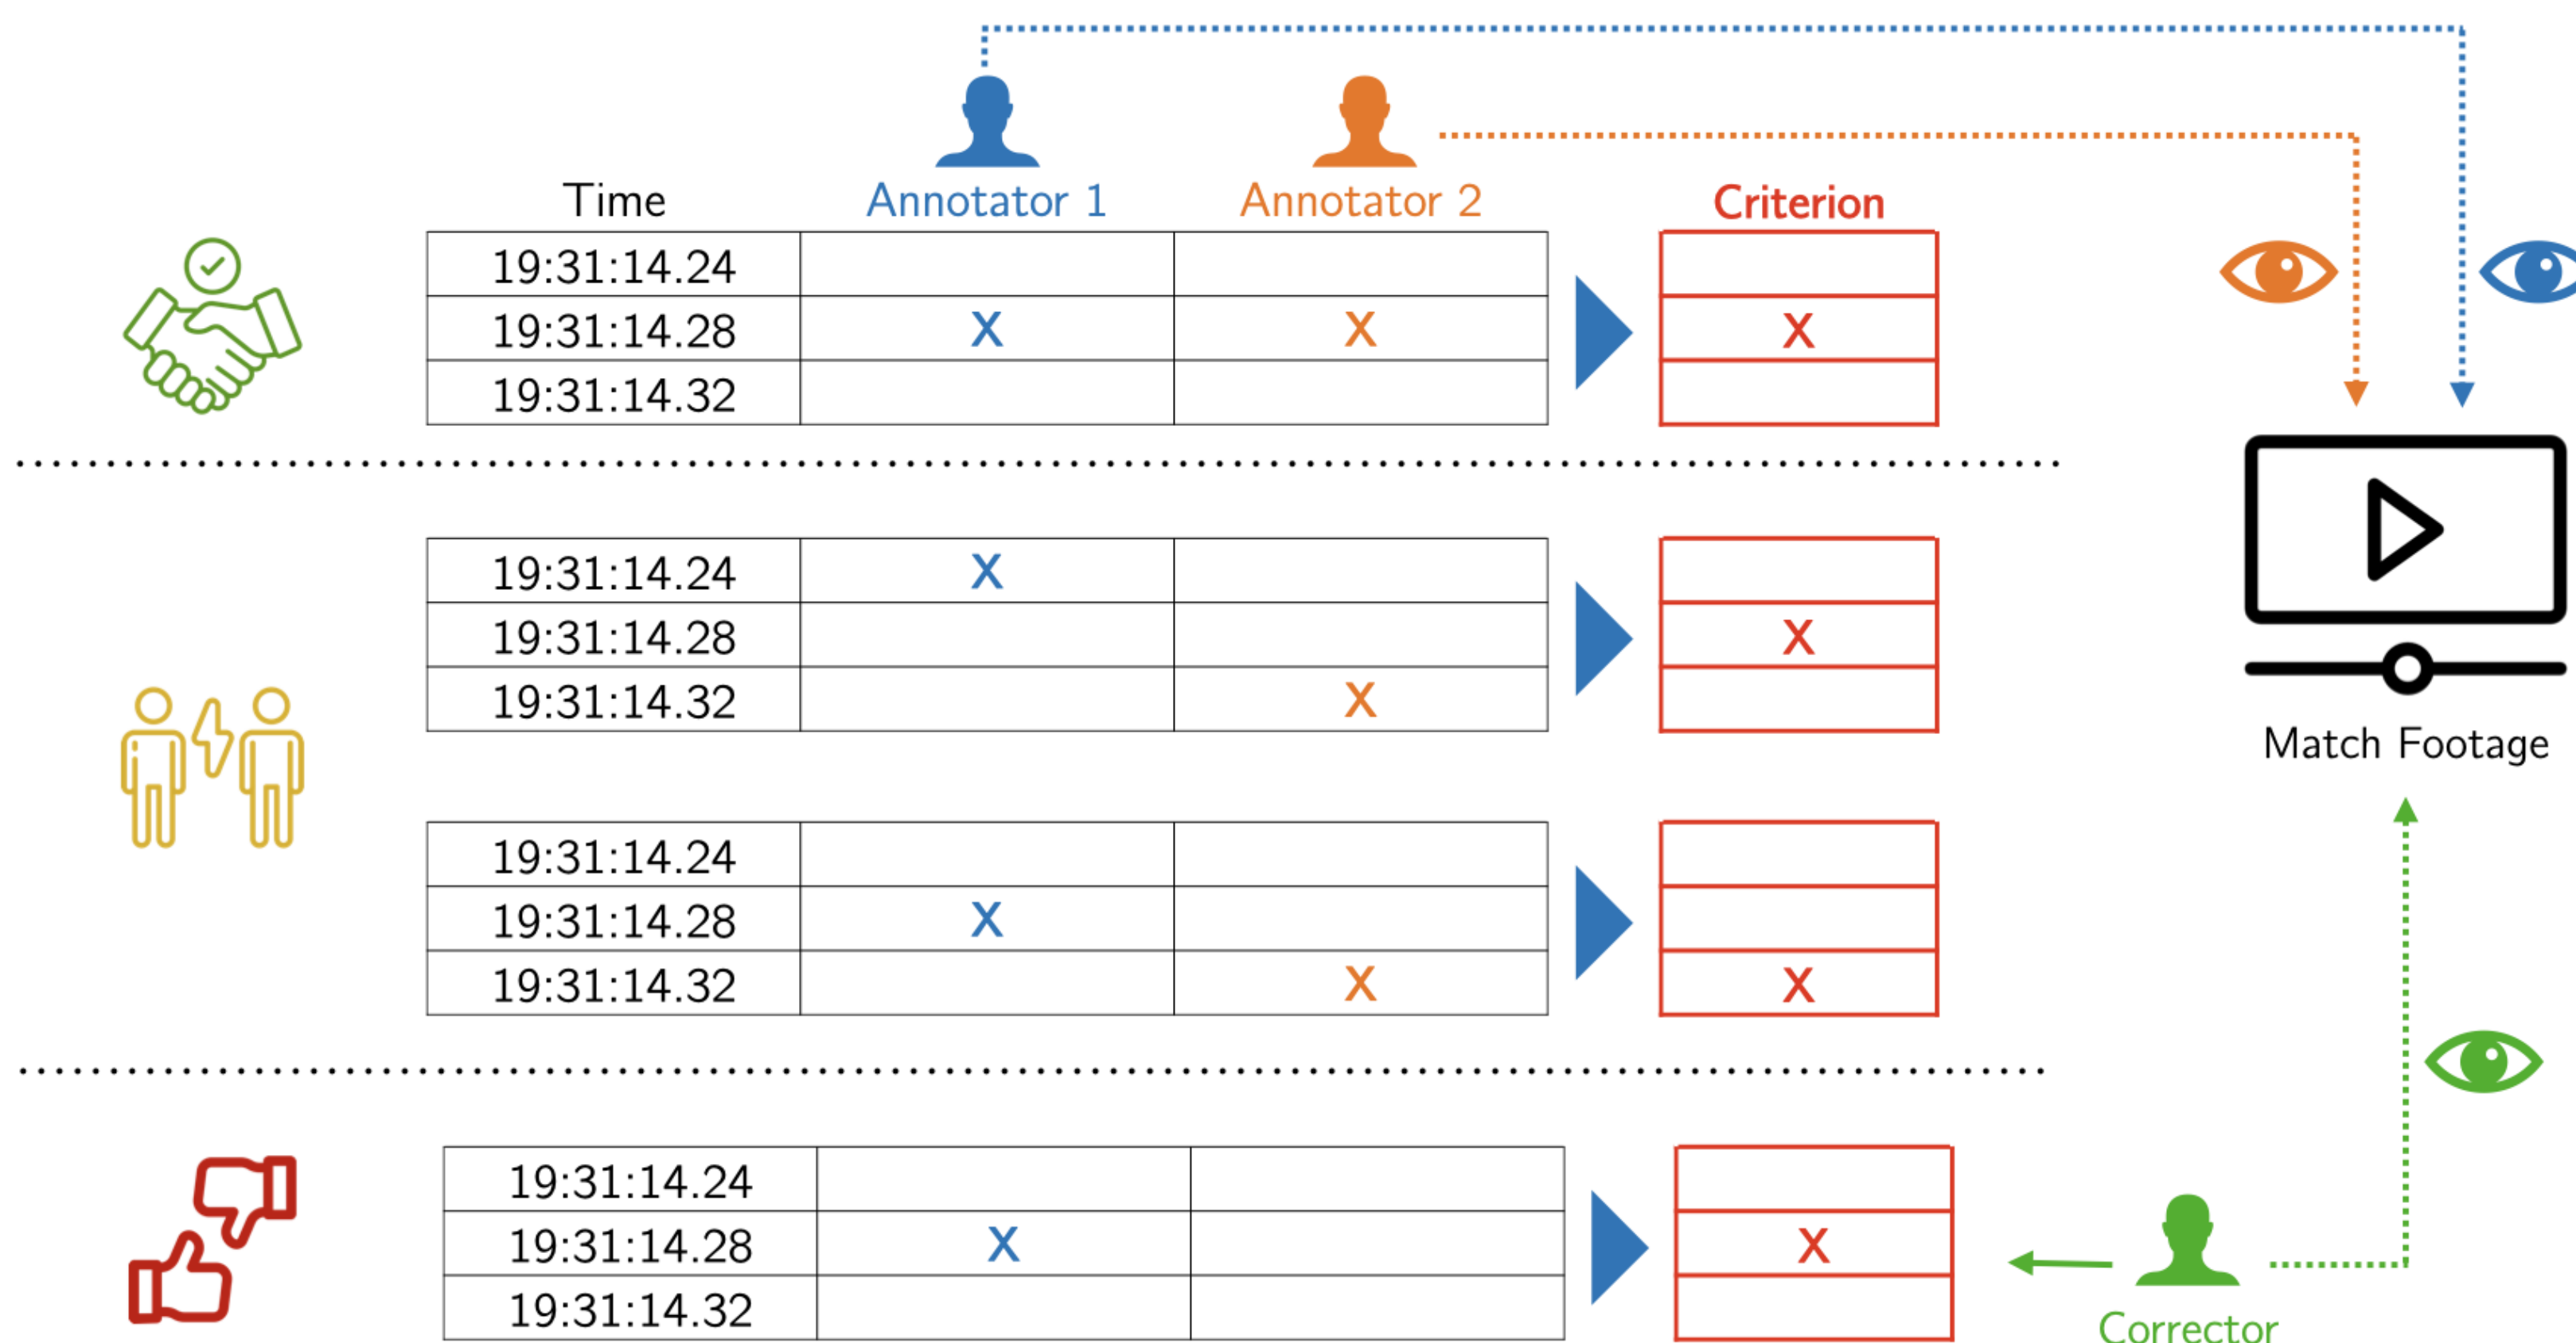 Time Annotator 1 Annotator 2 Criterion
19:31:14.24
19:31:14.28 X X X
19:31:14.32
19:31:14.24 X
19:31:14.28 X
19:31:14.32 X
Match Footage
19:31:14.24
19:31:14.28 X
19:31:14.32 X X
19:31:14.24
19:31:14.28 X X
19:31:14.32
Corrector